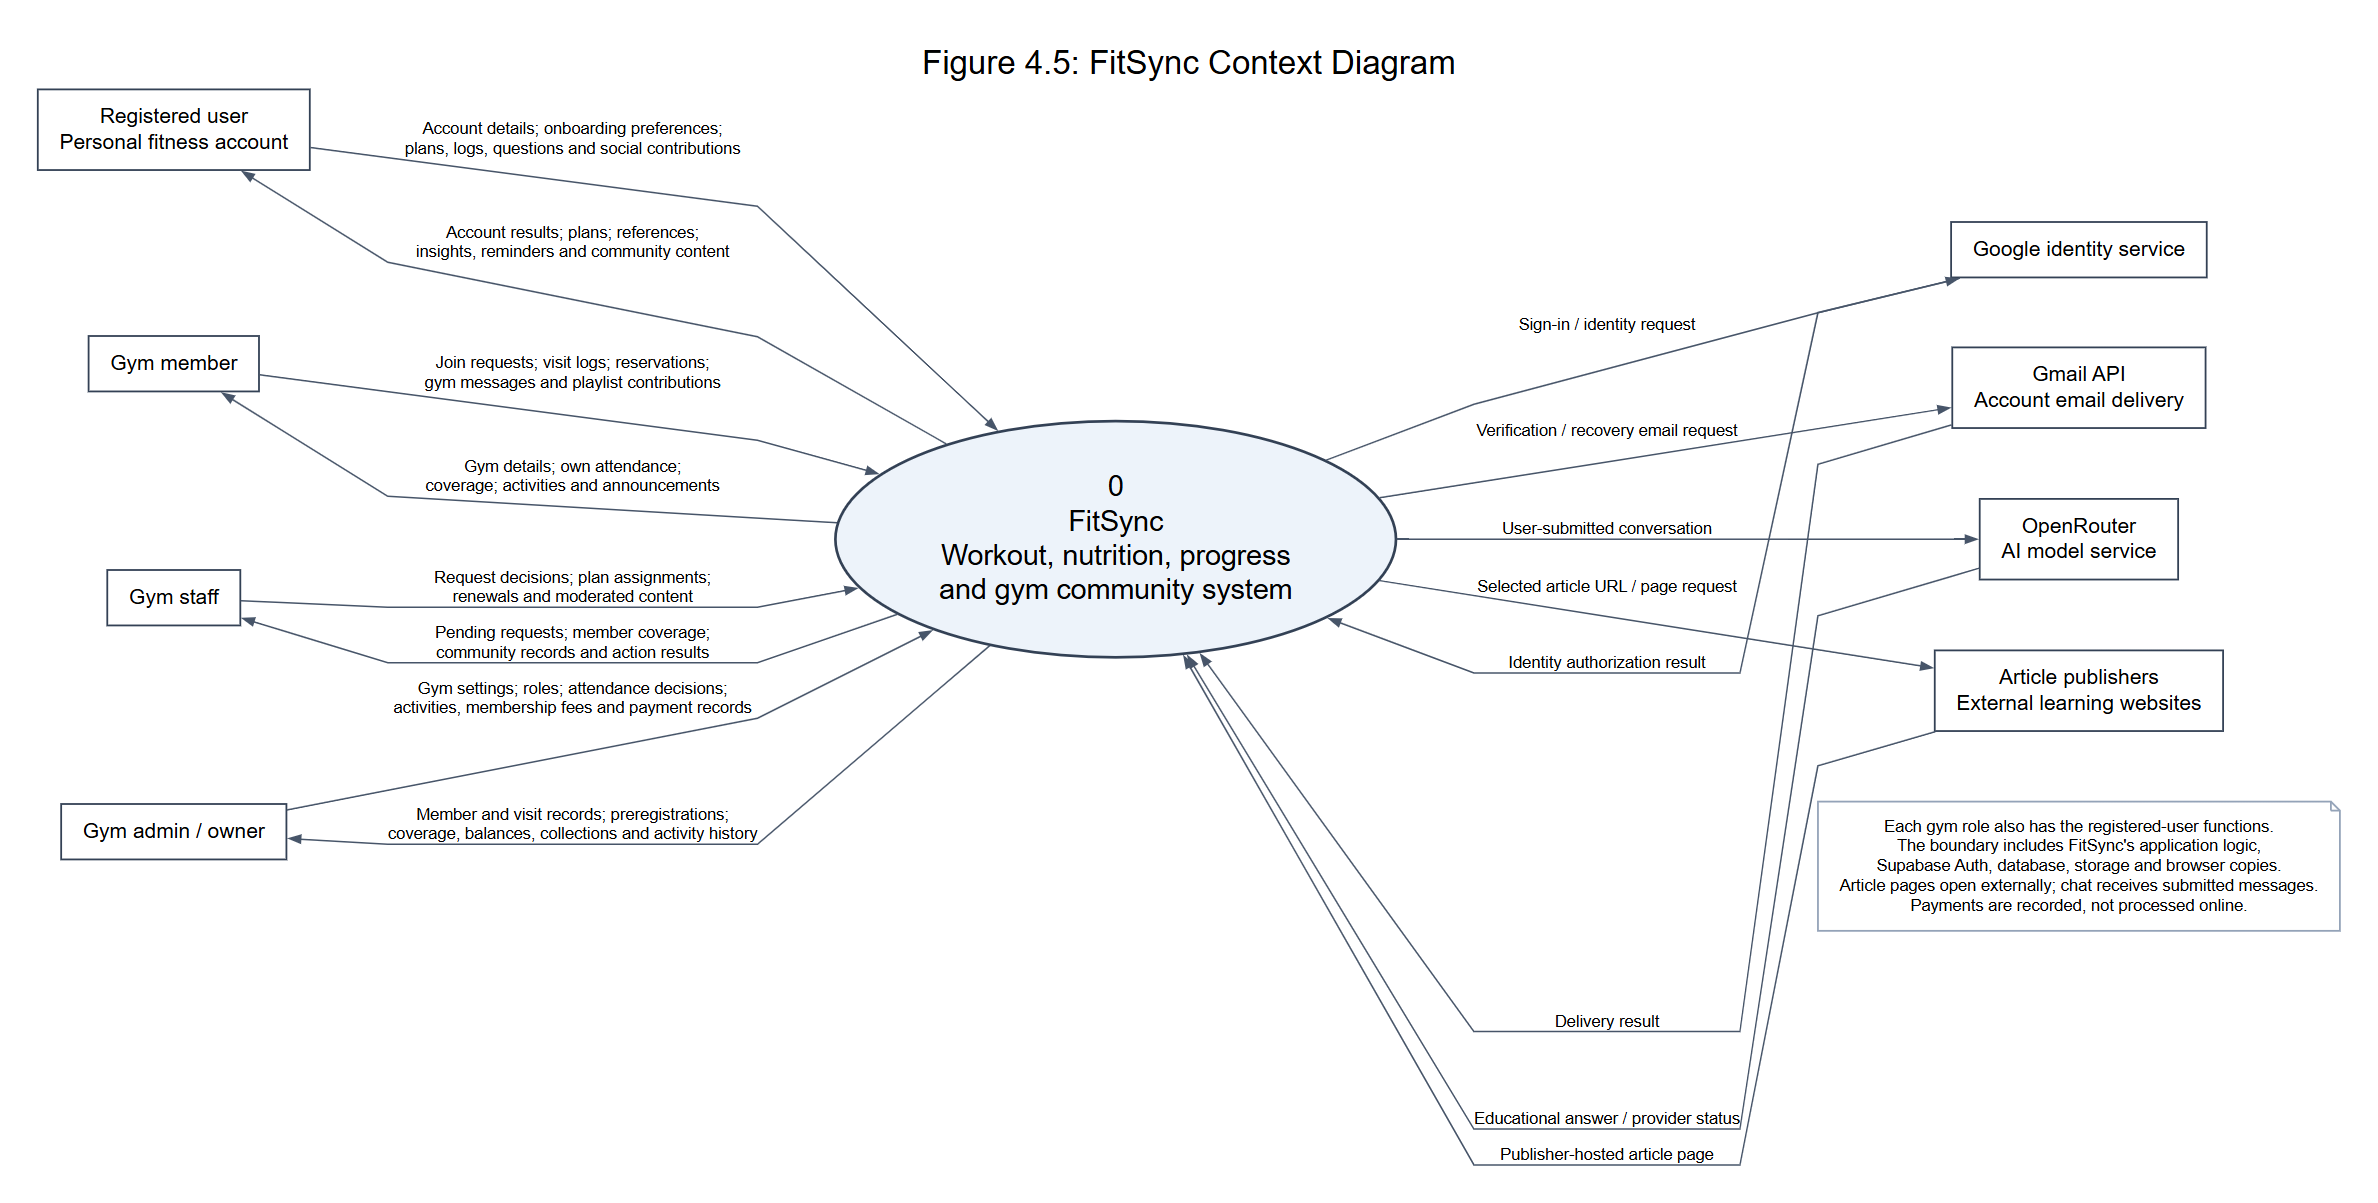 Figure 4.5: FitSync Context Diagram
Registered user
Personal fitness account
Account details; onboarding preferences;
plans, logs, questions and social contributions
Account results; plans; references;
insights, reminders and community content
Gym member
Join requests; visit logs; reservations;
gym messages and playlist contributions
Gym details; own attendance;
coverage; activities and announcements
Gym staff
Request decisions; plan assignments;
renewals and moderated content
Pending requests; member coverage;
community records and action results
Gym settings; roles; attendance decisions;
activities, membership fees and payment records
Gym admin / owner
Member and visit records; preregistrations;
coverage, balances, collections and activity history
0
FitSync
Workout, nutrition, progress
and gym community system
Google identity service
Sign-in / identity request
Gmail API
Account email delivery
Verification / recovery email request
OpenRouter
AI model service
User-submitted conversation
Selected article URL / page request
Article publishers
External learning websites
Identity authorization result
Each gym role also has the registered-user functions.
The boundary includes FitSync's application logic,
Supabase Auth, database, storage and browser copies.
Article pages open externally; chat receives submitted messages.
Payments are recorded, not processed online.
Delivery result
Educational answer / provider status
Publisher-hosted article page